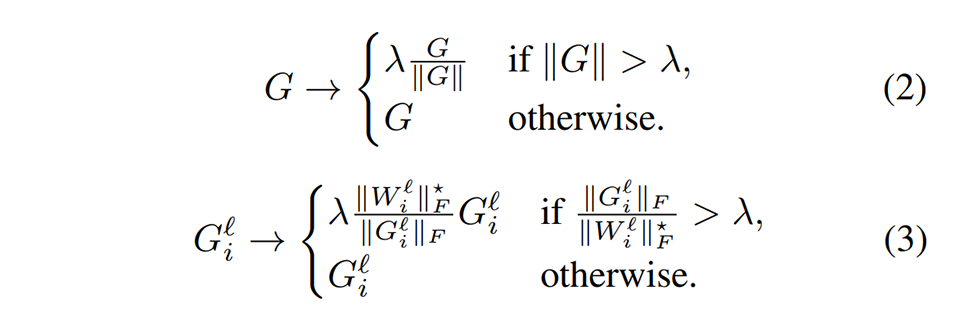 G → { λ G/‖G‖ if ‖G‖ > λ, (2)
G otherwise.
G_i^ℓ → { λ (‖W_i^ℓ‖_F^⋆ / ‖G_i^ℓ‖_F) G_i^ℓ if ‖G_i^ℓ‖_F / ‖W_i^ℓ‖_F^⋆ > λ, (3)
G_i^ℓ otherwise.